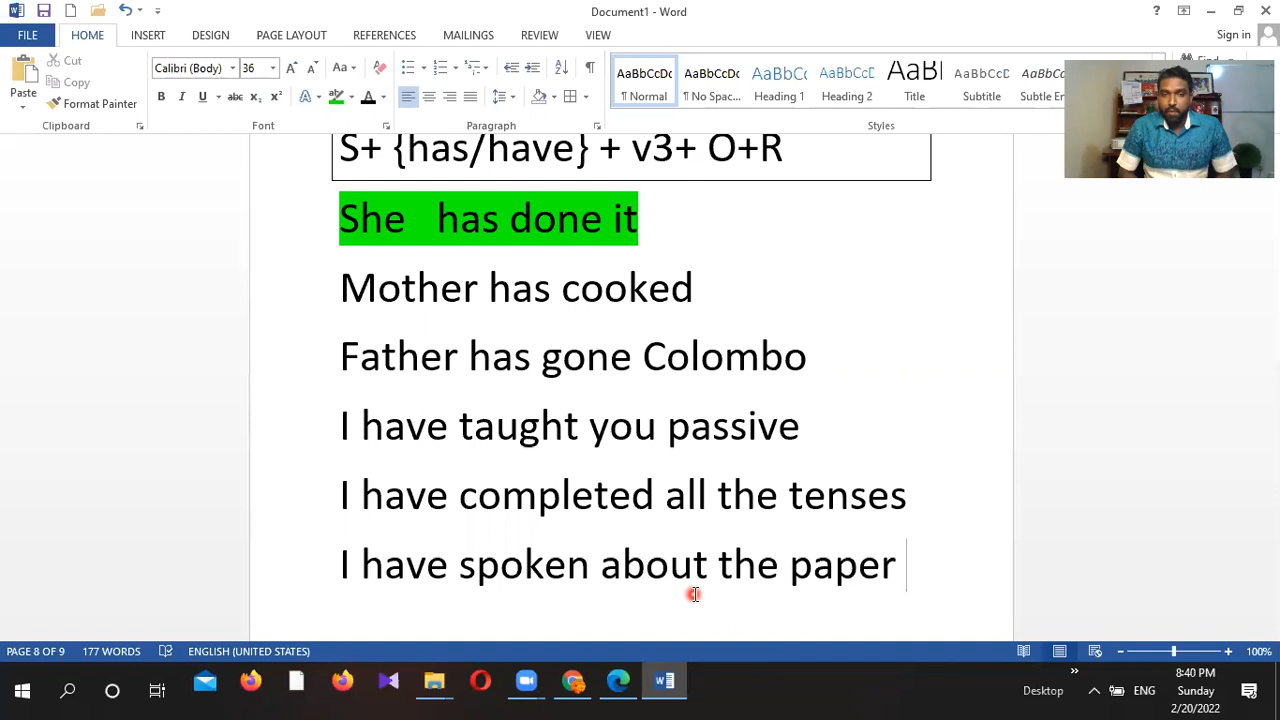 Document1 - Word
?
FILE HOME INSERT DESIGN PAGE LAYOUT REFERENCES MAILINGS REVIEW VIEW Sign in
Cut
Copy
Paste
Format Painter
Clipboard
Calibri (Body) 36
B I U abc x₂ x²
Font
Paragraph
AaBbCcDc AaBbCcDc AaBbCc AaBbCcD AaBl AaBbCcD
¶ Normal ¶ No Spac... Heading 1 Heading 2 Title Subtitle Subtle Em
Styles
S+ {has/have} + v3+ O+R
She has done it
Mother has cooked
Father has gone Colombo
I have taught you passive
I have completed all the tenses
I have spoken about the paper
PAGE 8 OF 9 177 WORDS ENGLISH (UNITED STATES) 100%
Desktop ENG
8:40 PM
Sunday
2/20/2022